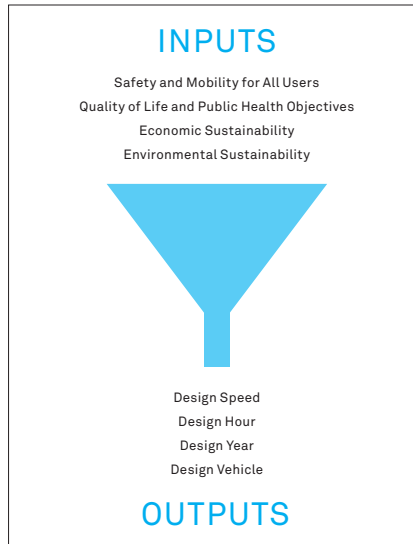 INPUTS
Safety and Mobility for All Users
Quality of Life and Public Health Objectives
Economic Sustainability
Environmental Sustainability
Design Speed
Design Hour
Design Year
Design Vehicle
OUTPUTS